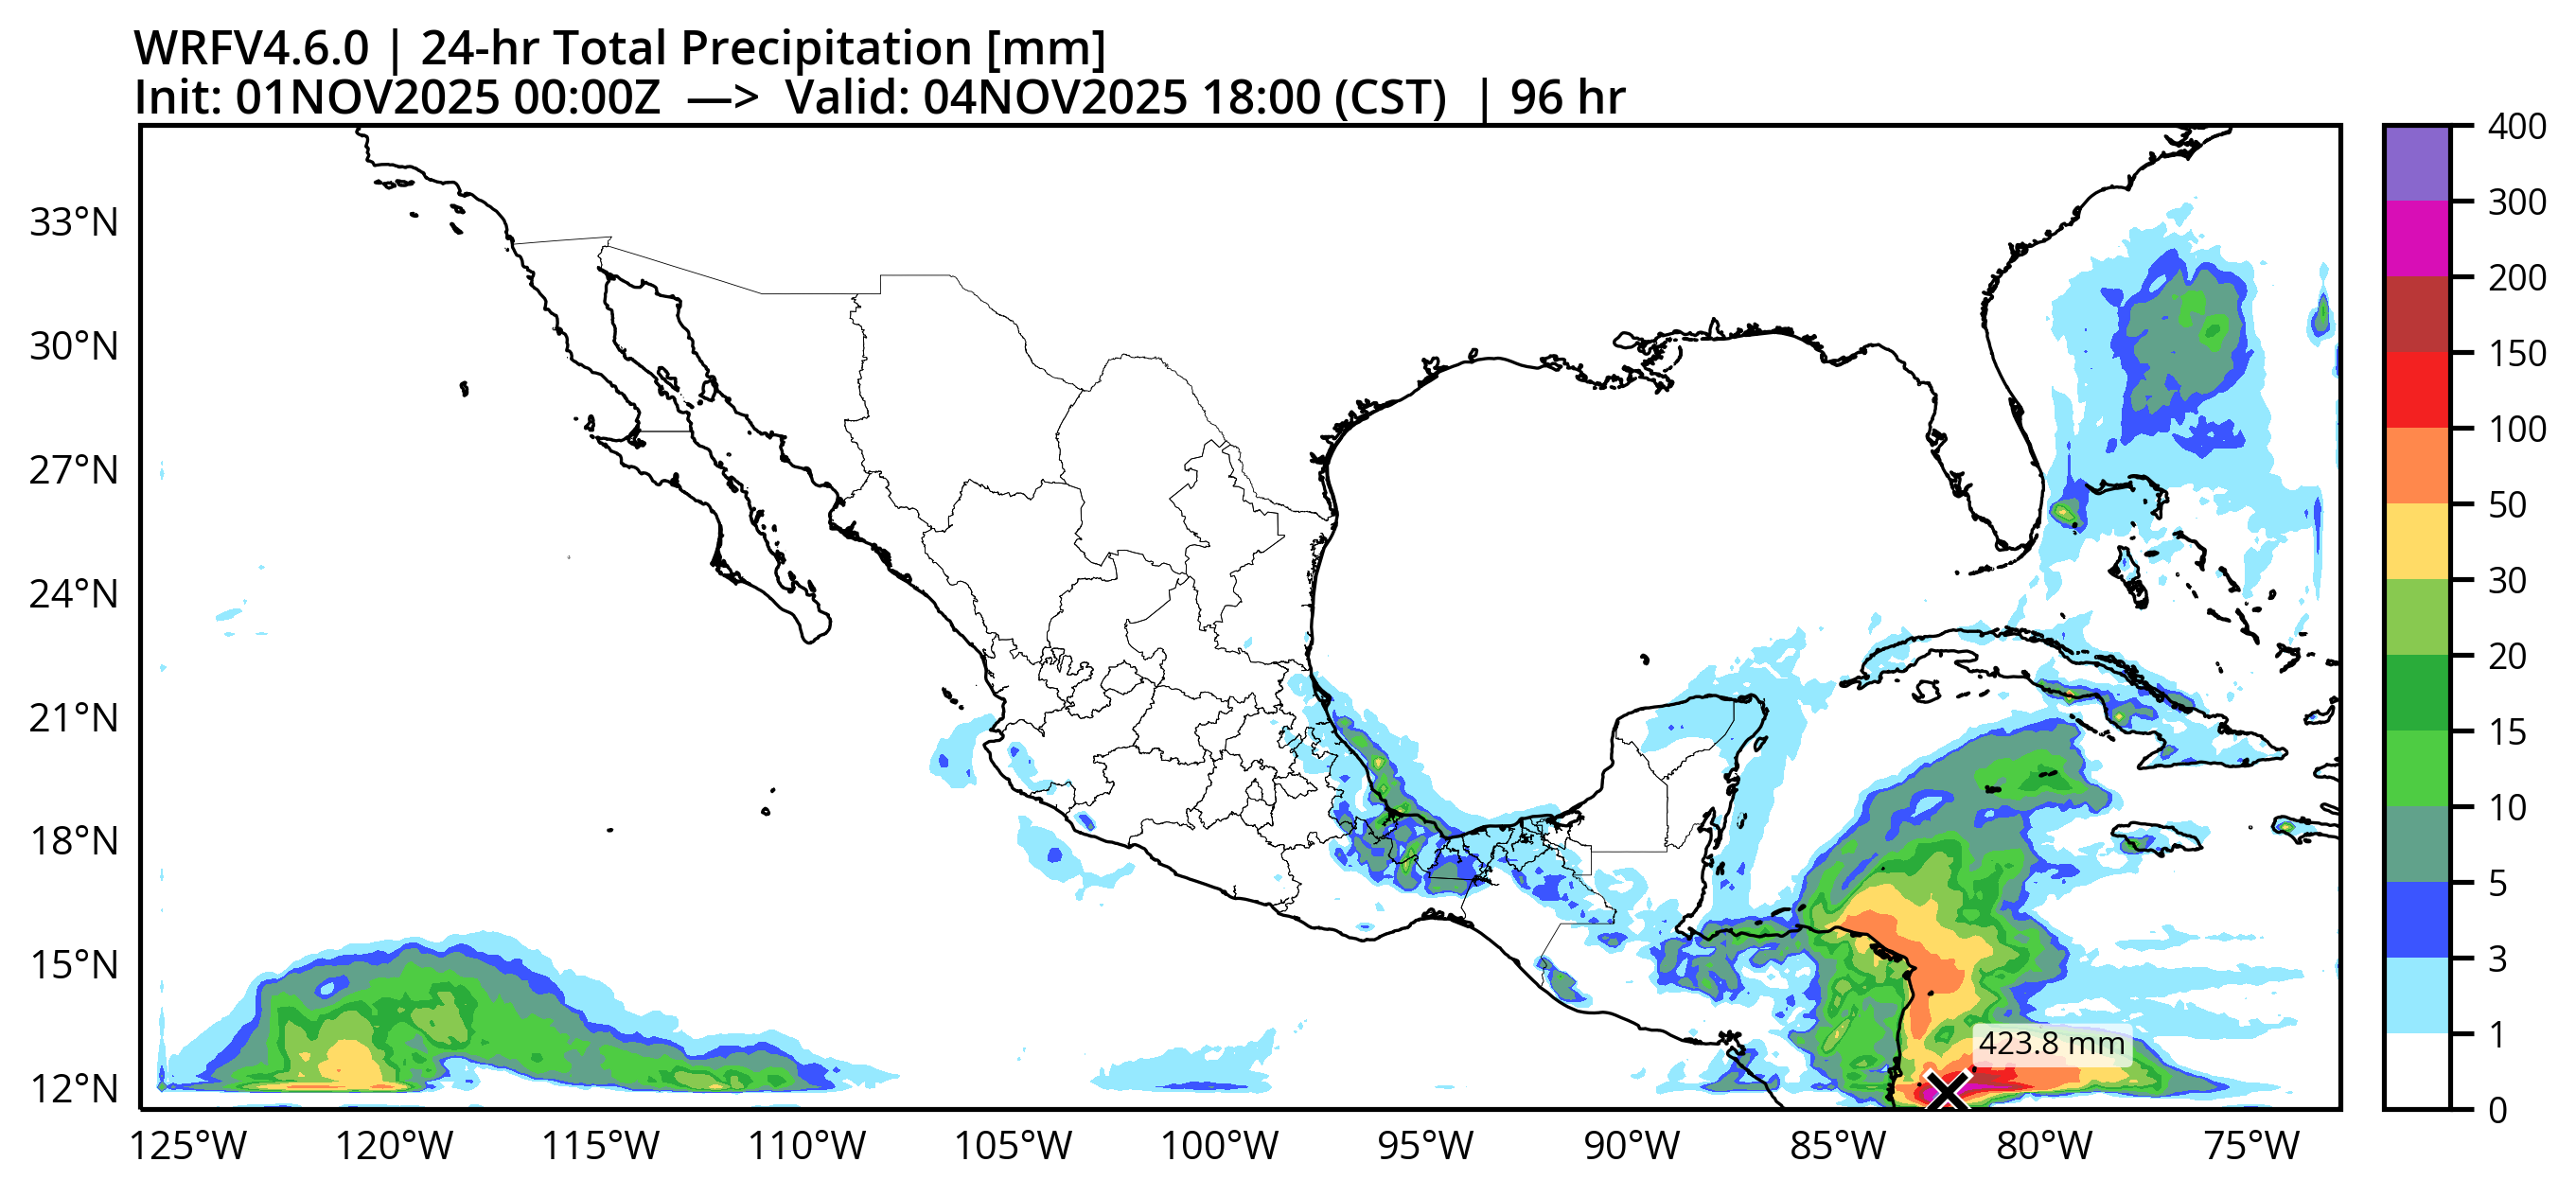 WRFV4.6.0 | 24-hr Total Precipitation [mm]
Init: 01NOV2025 00:00Z —> Valid: 04NOV2025 18:00 (CST) | 96 hr
33°N
30°N
27°N
24°N
21°N
18°N
15°N
12°N
125°W
120°W
115°W
110°W
105°W
100°W
95°W
90°W
85°W
80°W
75°W
423.8 mm
400
300
200
150
100
50
30
20
15
10
5
3
1
0